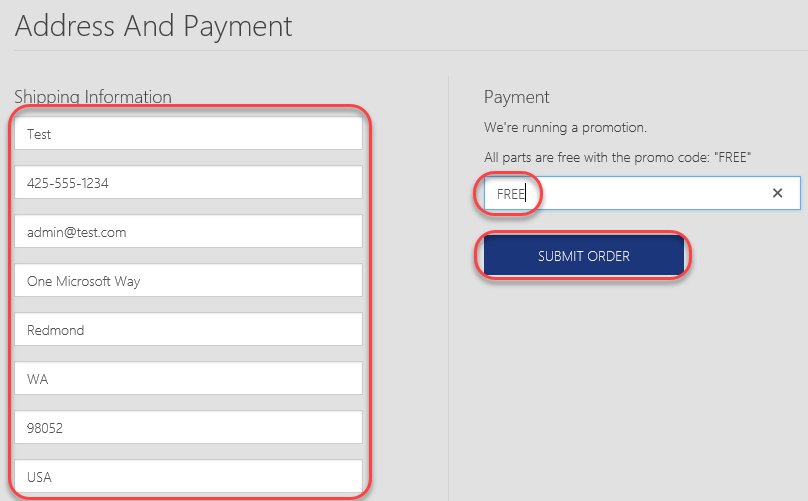 Address And Payment
Shipping Information
Test
425-555-1234
admin@test.com
One Microsoft Way
Redmond
WA
98052
USA
Payment
We're running a promotion.
All parts are free with the promo code: "FREE"
FREE
SUBMIT ORDER